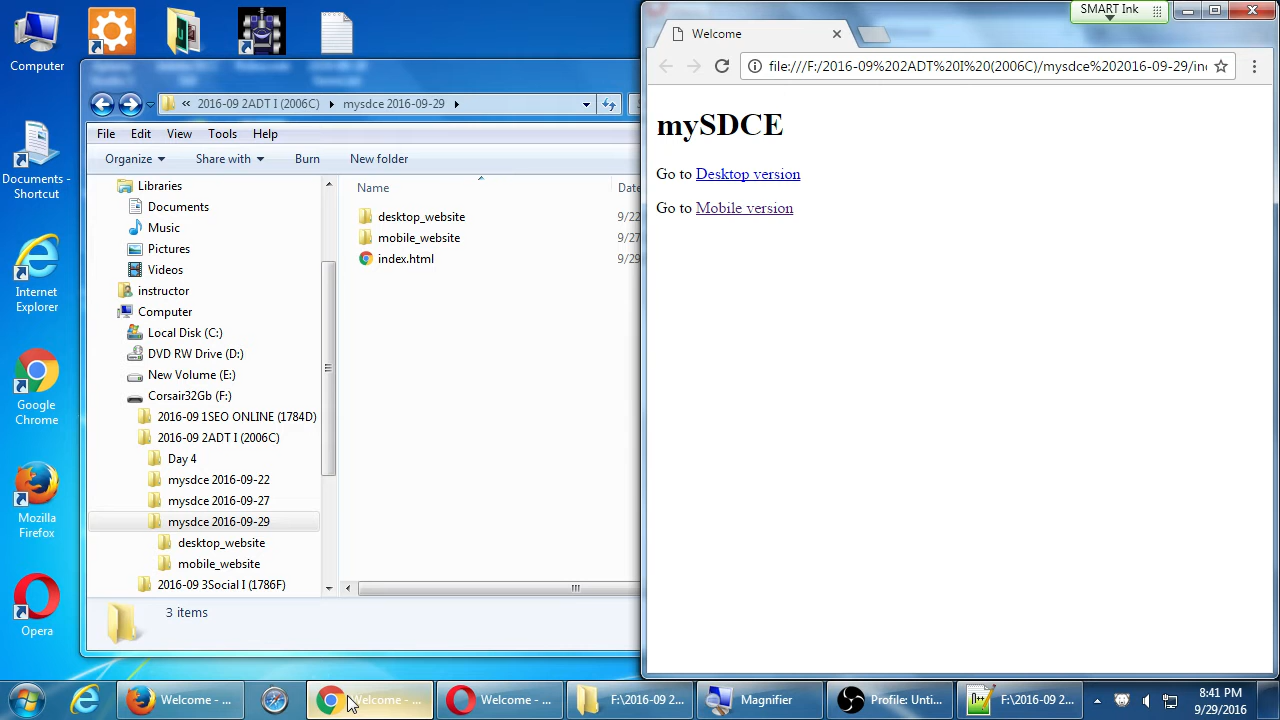 SMART Ink
Computer
Welcome
file:///F:/2016-09%202ADT%20I%20(2006C)/mysdce%202016-09-29/in
2016-09 2ADT I (2006C)
mysdce 2016-09-29
File Edit View Tools Help
Organize Share with Burn New folder
Documents - Shortcut
Internet Explorer
Google Chrome
Mozilla Firefox
Opera
Libraries
Documents
Music
Pictures
Videos
instructor
Computer
Local Disk (C:)
DVD RW Drive (D:)
New Volume (E:)
Corsair32Gb (F:)
2016-09 1SEO ONLINE (1784D)
2016-09 2ADT I (2006C)
Day 4
mysdce 2016-09-22
mysdce 2016-09-27
mysdce 2016-09-29
desktop_website
mobile_website
2016-09 3Social I (1786F)
Name Date
desktop_website 9/22
mobile_website 9/27
index.html 9/29
3 items
mySDCE
Go to Desktop version
Go to Mobile version
Welcome - ...
Welcome - ...
Welcome - ...
F:\2016-09 2...
Magnifier
Profile: Unti...
F:\2016-09 2...
8:41 PM
9/29/2016